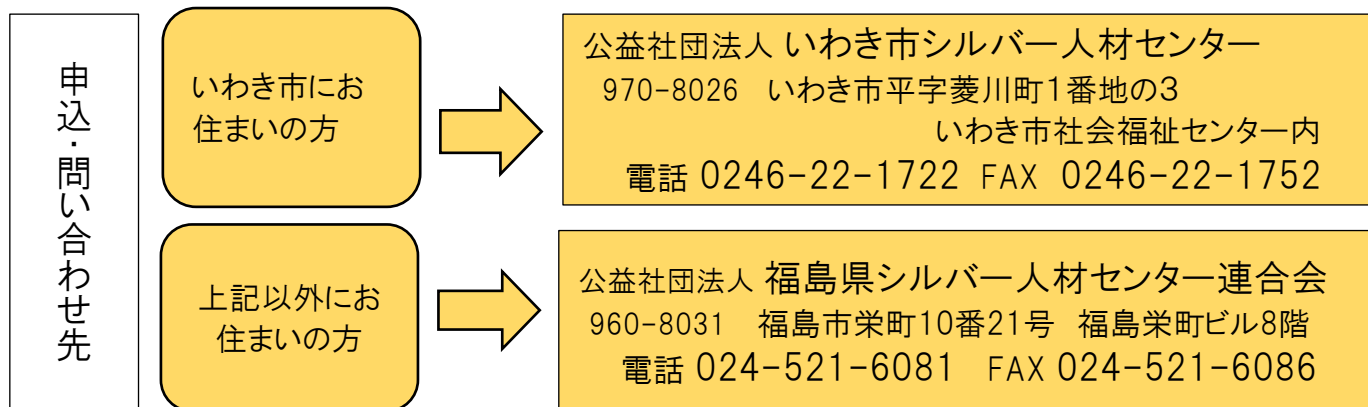 申込・問い合わせ先
いわき市にお
住まいの方
公益社団法人 いわき市シルバー人材センター
970-8026 いわき市平字菱川町1番地の3
いわき市社会福祉センター内
電話 0246-22-1722 FAX 0246-22-1752
上記以外にお
住まいの方
公益社団法人 福島県シルバー人材センター連合会
960-8031 福島市栄町10番21号 福島栄町ビル8階
電話 024-521-6081 FAX 024-521-6086